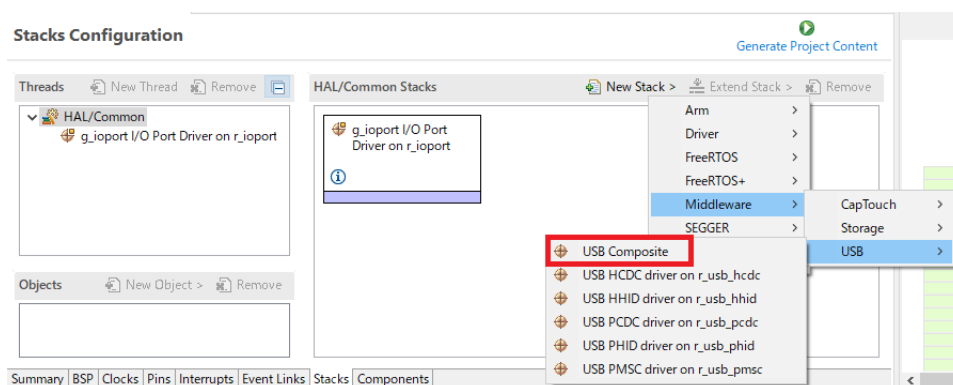 Stacks Configuration
Generate Project Content
Threads
New Thread
Remove
HAL/Common Stacks
New Stack >
Extend Stack >
Remove
HAL/Common
g_ioport I/O Port Driver on r_ioport
g_ioport I/O Port
Driver on r_ioport
Arm >
Driver >
FreeRTOS >
FreeRTOS+ >
Middleware >
SEGGER >
CapTouch >
Storage >
USB >
USB Composite
USB HCDC driver on r_usb_hcdc
USB HHID driver on r_usb_hhid
USB PCDC driver on r_usb_pcdc
USB PHID driver on r_usb_phid
USB PMSC driver on r_usb_pmsc
Objects
New Object >
Remove
Summary BSP Clocks Pins Interrupts Event Links Stacks Components